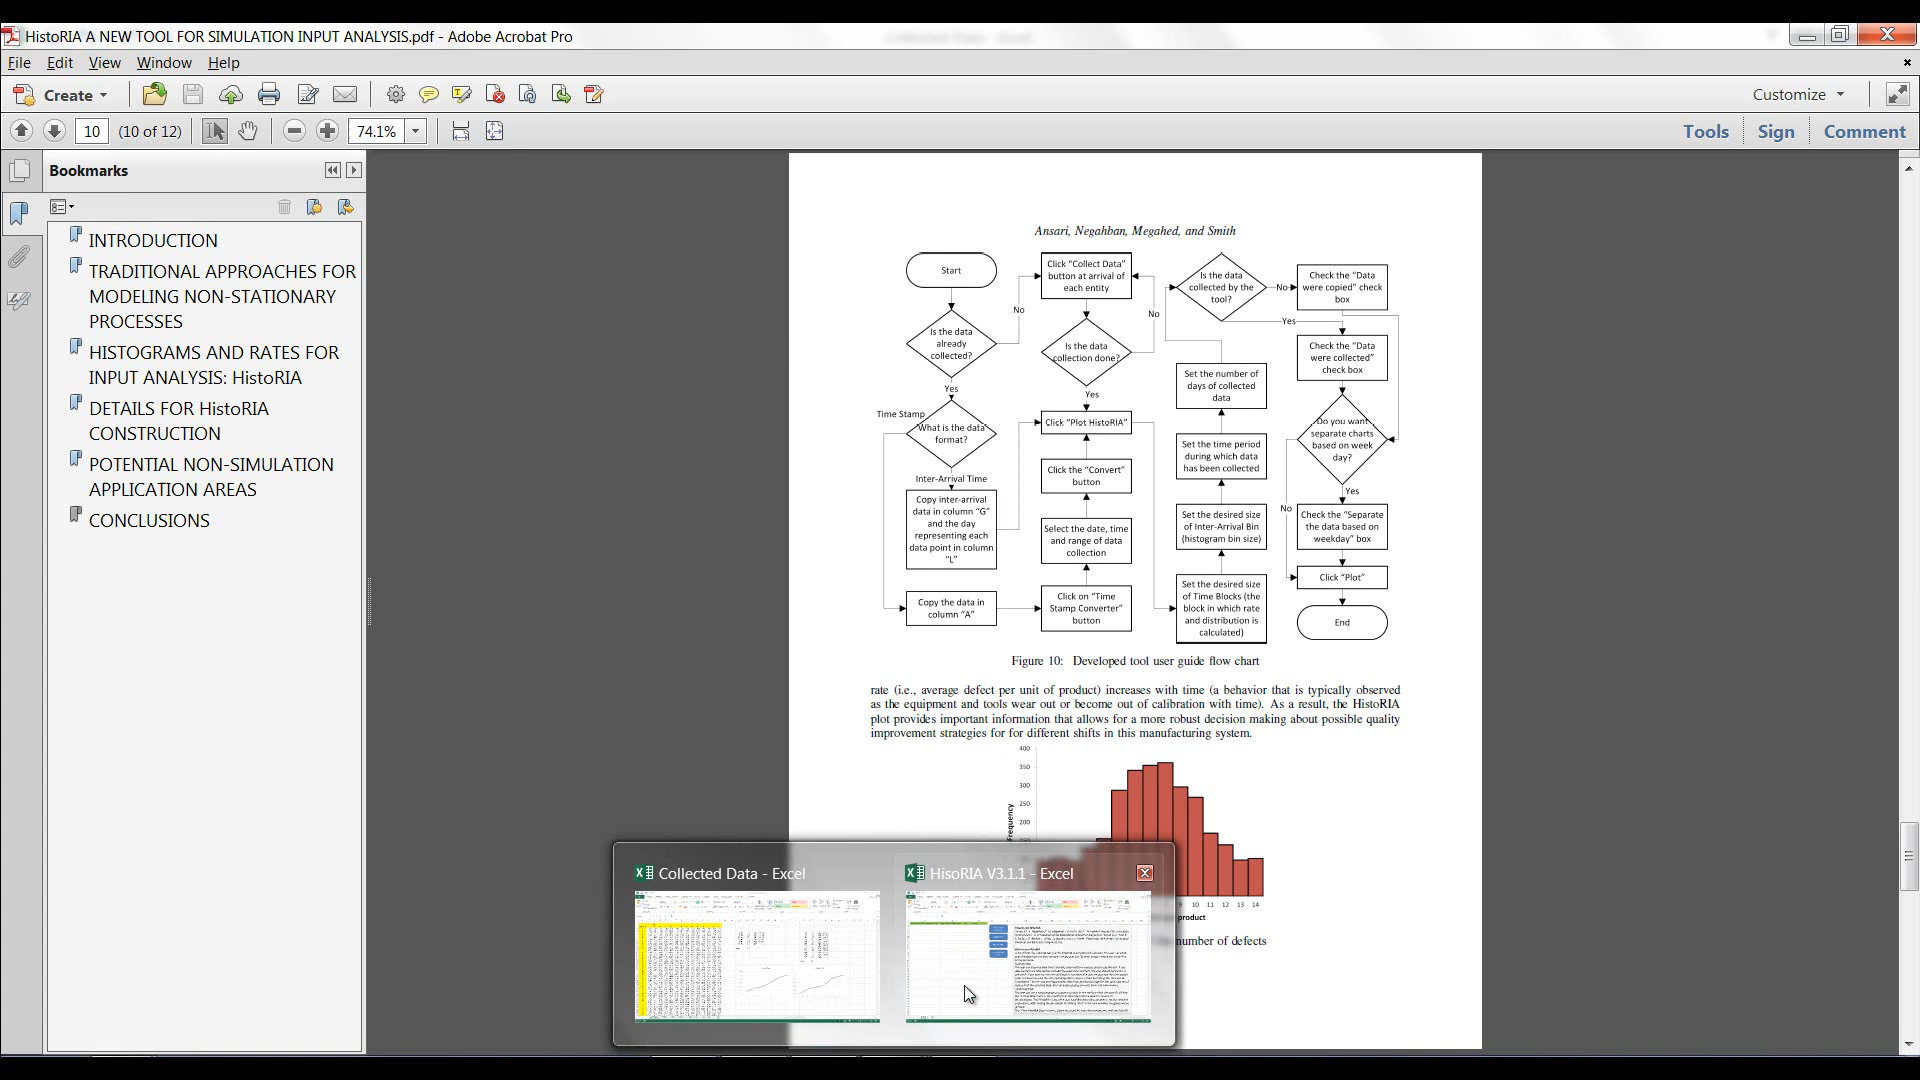 HistoRIA A NEW TOOL FOR SIMULATION INPUT ANALYSIS.pdf - Adobe Acrobat Pro
File Edit View Window Help
Create
Customize
10 (10 of 12)
74.1%
Tools Sign Comment
Bookmarks
INTRODUCTION
TRADITIONAL APPROACHES FOR
MODELING NON-STATIONARY
PROCESSES
HISTOGRAMS AND RATES FOR
INPUT ANALYSIS: HistoRIA
DETAILS FOR HistoRIA
CONSTRUCTION
POTENTIAL NON-SIMULATION
APPLICATION AREAS
CONCLUSIONS
Ansari, Negahban, Megahed, and Smith
Start
Is the data
already
collected?
No
Yes
Time Stamp
What is the data
format?
Inter-Arrival Time
Copy inter-arrival
data in column "G"
and the day
representing each
data point in column
"L"
Copy the data in
column "A"
Click "Collect Data"
button at arrival of
each entity
Is the data
collection done?
No
Yes
Click "Plot HistoRIA"
Click the "Convert"
button
Select the date, time
and range of data
collection
Click on "Time
Stamp Converter"
button
Is the data
collected by the
tool?
No
Yes
Set the number of
days of collected
data
Set the time period
during which data
has been collected
Set the desired size
of Inter-Arrival Bin
(histogram bin size)
Set the desired size
of Time Blocks (the
block in which rate
and distribution is
calculated)
Check the "Data
were copied" check
box
Check the "Data
were collected"
check box
Do you want
separate charts
based on week
day?
Yes
No
Check the "Separate
the data based on
weekday" box
Click "Plot"
End
Figure 10: Developed tool user guide flow chart
rate (i.e., average defect per unit of product) increases with time (a behavior that is typically observed
as the equipment and tools wear out or become out of calibration with time). As a result, the HistoRIA
plot provides important information that allows for a more robust decision making about possible quality
improvement strategies for for different shifts in this manufacturing system.
400
350
300
250
200
Frequency
9 10 11 12 13 14
product
number of defects
Collected Data - Excel
HisoRIA V3.1.1 - Excel